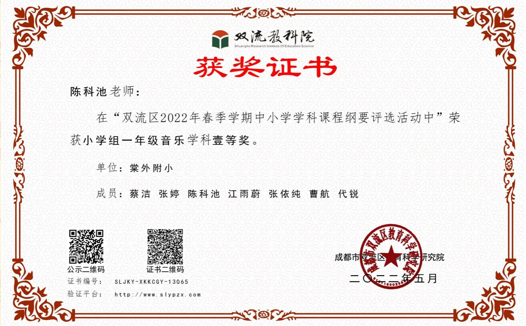 双流教科院
Shuangliu Research Institute Of Education Science
获奖证书
陈科池老师：
在“双流区2022年春季学期中小学学科课程纲要评选活动中”荣
获小学组一年级音乐学科壹等奖。
单位：棠外附小
成员：蔡洁 张婷 陈科池 江雨蔚 张依纯 曹航 代锐
公示二维码 证书二维码
证书编号： SLJKY-XKKCGY-13065
验证平台： http://www.slypzx.com
成都市双流区教育科学研究院
二〇二二年五月